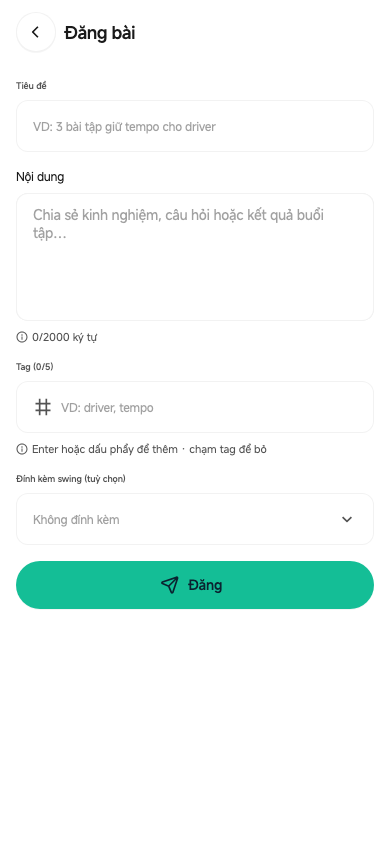 Đăng bài
Tiêu đề
VD: 3 bài tập giữ tempo cho driver
Nội dung
Chia sẻ kinh nghiệm, câu hỏi hoặc kết quả buổi
tập...
0/2000 ký tự
Tag (0/5)
VD: driver, tempo
Enter hoặc dấu phẩy để thêm · chạm tag để bỏ
Đính kèm swing (tuỳ chọn)
Không đính kèm
Đăng